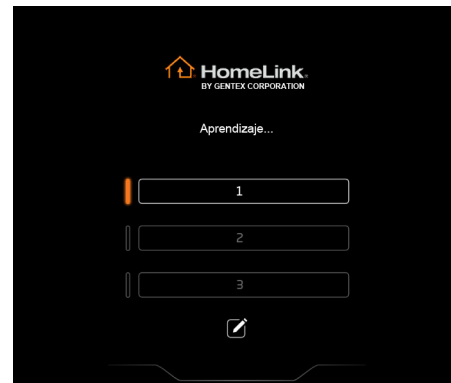 HomeLink.
BY GENTEX CORPORATION
Aprendizaje...
1
2
3